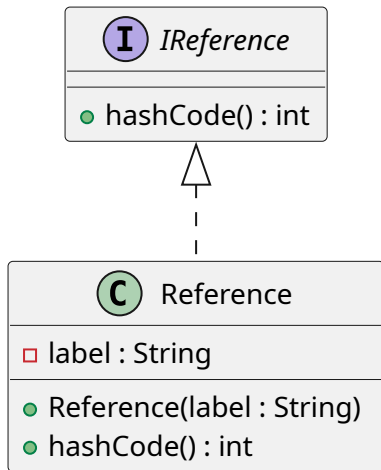 I IReference
hashCode() : int
C Reference
label : String
Reference(label : String)
hashCode() : int